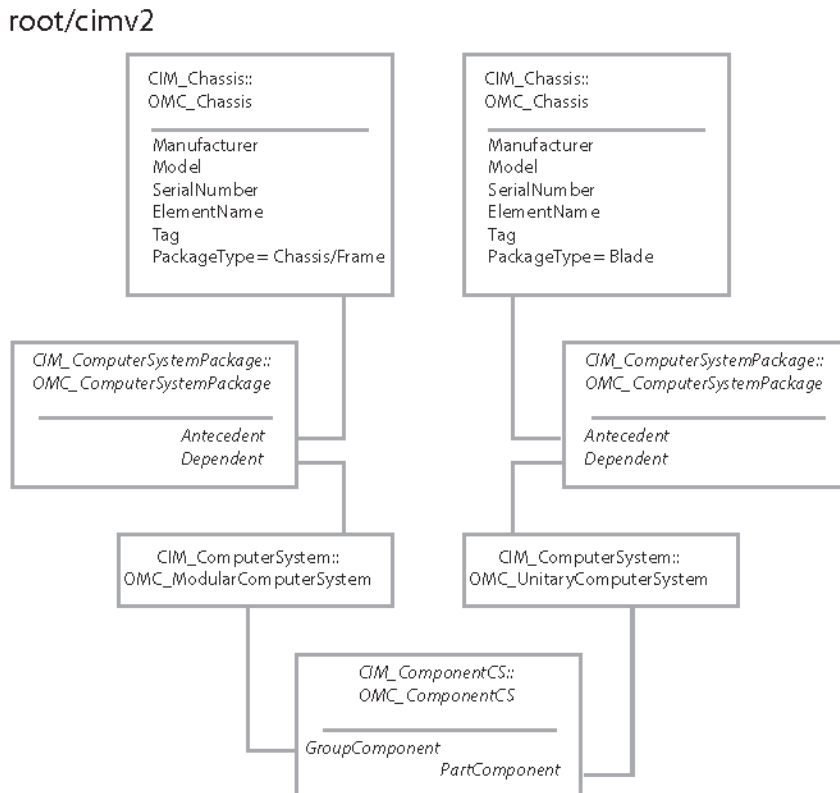 root/cimv2
CIM_Chassis::
OMC_Chassis
Manufacturer
Model
SerialNumber
ElementName
Tag
PackageType= Chassis/Frame
CIM_Chassis::
OMC_Chassis
Manufacturer
Model
SerialNumber
ElementName
Tag
PackageType= Blade
CIM_ComputerSystemPackage::
OMC_ComputerSystemPackage
Antecedent
Dependent
CIM_ComputerSystemPackage::
OMC_ComputerSystemPackage
Antecedent
Dependent
CIM_ComputerSystem::
OMC_ModularComputerSystem
CIM_ComputerSystem::
OMC_UnitaryComputerSystem
CIM_ComponentCS::
OMC_ComponentCS
GroupComponent
PartComponent